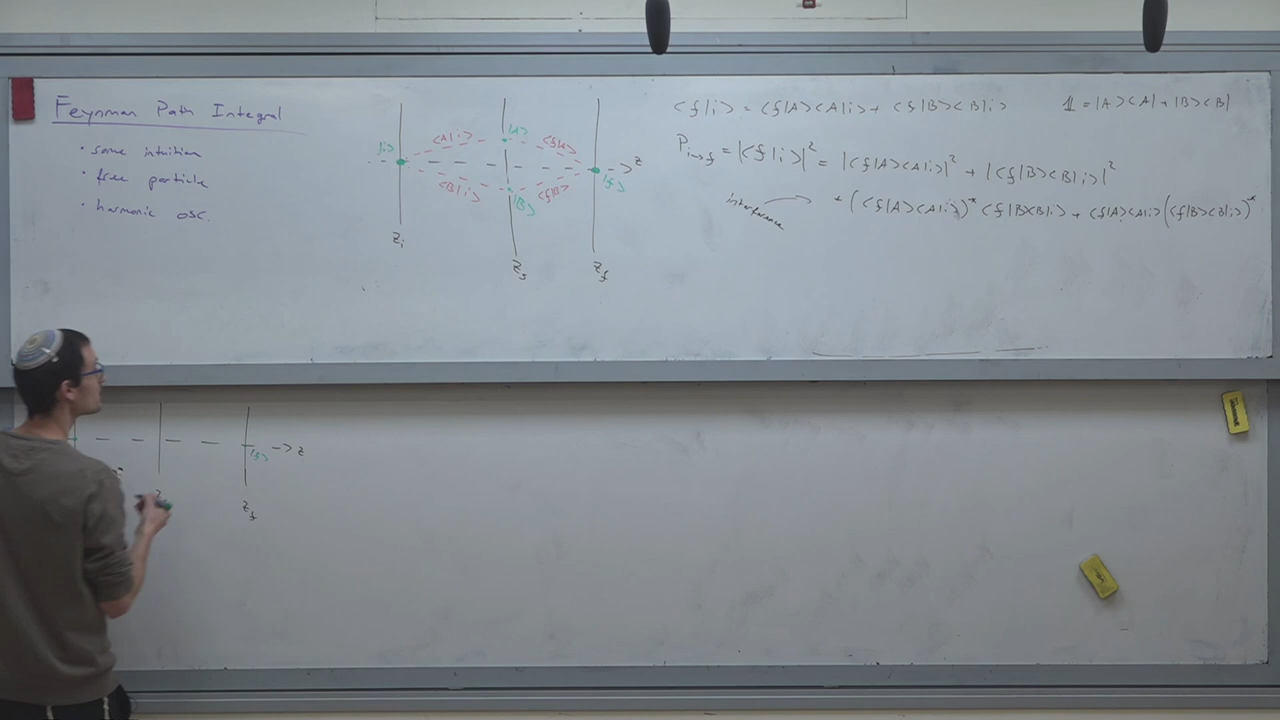 Feynman Path Integral
• some intuition
• free particle
• harmonic osc.
|i>
<A|i>
|A>
<f|A>
z
<B|i>
|B>
<f|B>
|f>
z_i
z_s
z_f
<f|i> = <f|A><A|i> + <f|B><B|i>
𝟙 = |A><A| + |B><B|
P_{i→f} = |<f|i>|² = |<f|A><A|i>|² + |<f|B><B|i>|²
Interference
+ (<f|A><A|i>)* <f|B><B|i> + <f|A><A|i> (<f|B><B|i>)*
|f>
z
z_f